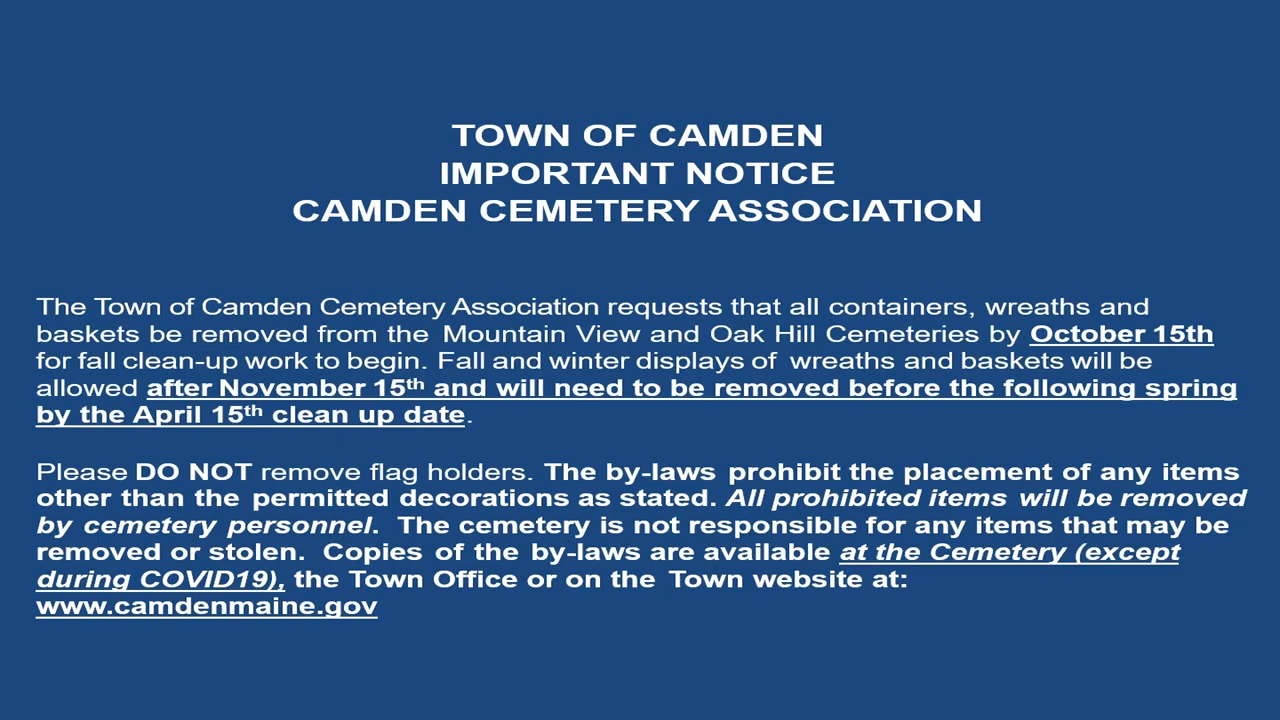 TOWN OF CAMDEN
IMPORTANT NOTICE
CAMDEN CEMETERY ASSOCIATION
The Town of Camden Cemetery Association requests that all containers, wreaths and
baskets be removed from the Mountain View and Oak Hill Cemeteries by October 15th
for fall clean-up work to begin. Fall and winter displays of wreaths and baskets will be
allowed after November 15th and will need to be removed before the following spring
by the April 15th clean up date.
Please DO NOT remove flag holders. The by-laws prohibit the placement of any items
other than the permitted decorations as stated. All prohibited items will be removed
by cemetery personnel. The cemetery is not responsible for any items that may be
removed or stolen. Copies of the by-laws are available at the Cemetery (except
during COVID19), the Town Office or on the Town website at:
www.camdenmaine.gov